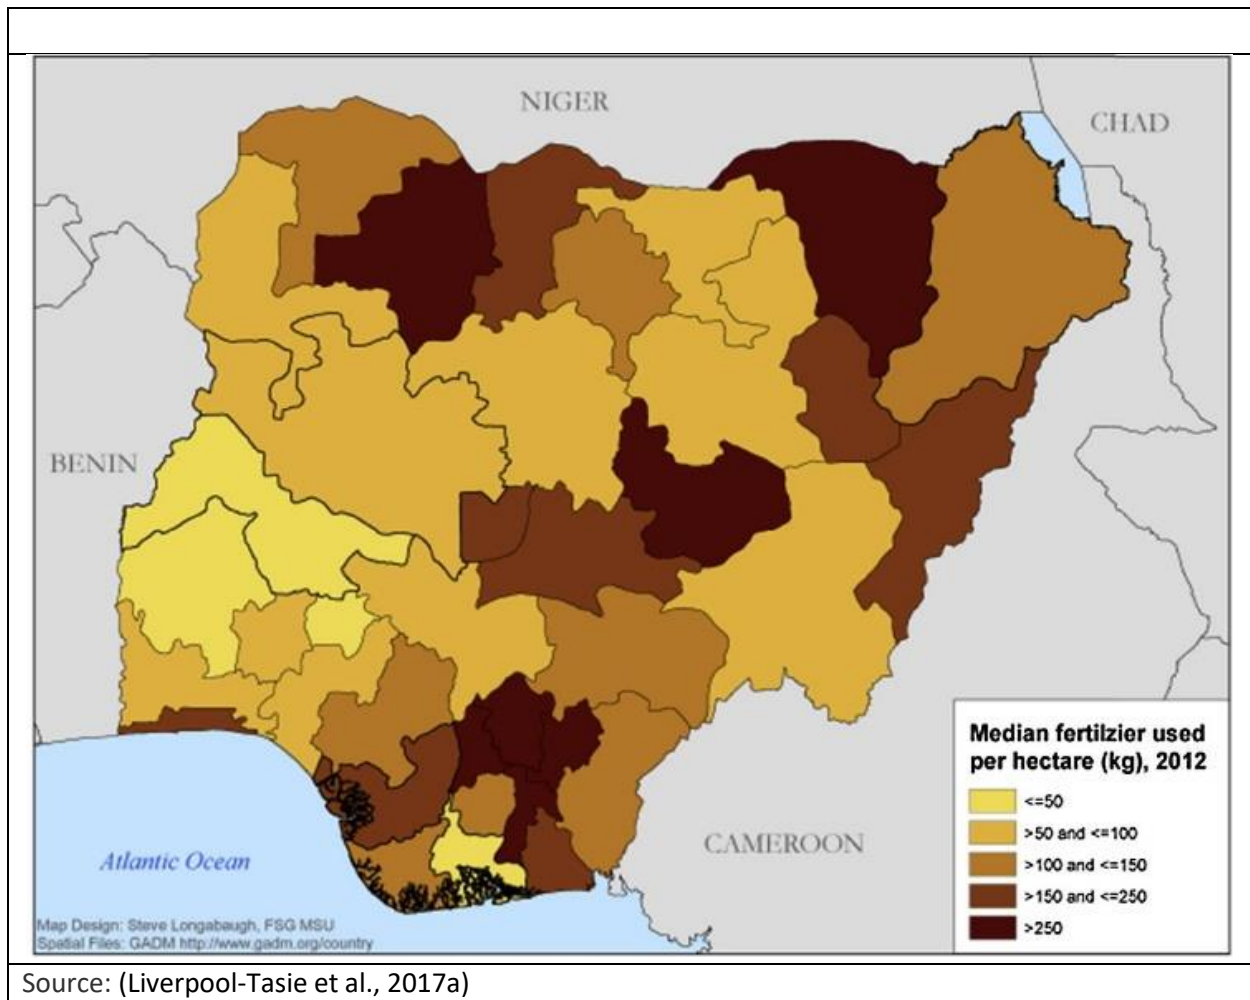 NIGER
CHAD
BENIN
Median fertilzier used
per hectare (kg), 2012
<=50
>50 and <=100
>100 and <=150
>150 and <=250
>250
CAMEROON
Atlantic Ocean
Map Design: Steve Longabaugh, FSG MSU
Spatial Files: GADM http://www.gadm.org/country
Source: (Liverpool-Tasie et al., 2017a)